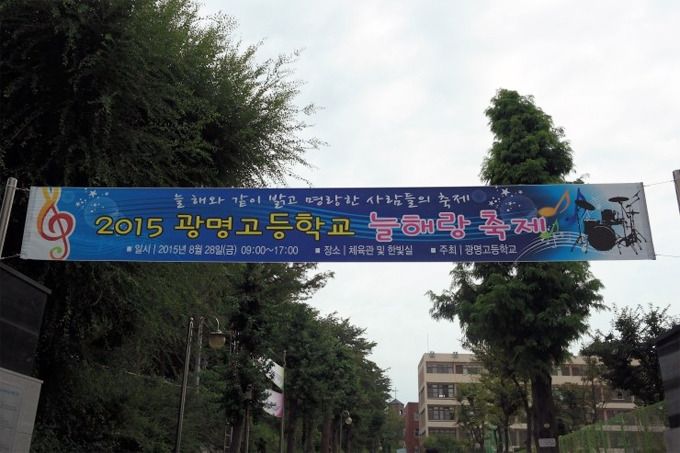 늘 해와 같이 밝고 명랑한 사람들의 축제
2015 광명고등학교 늘해랑 축제
■ 일시 | 2015년 8월 28일(금) 09:00~17:00 ■ 장소 | 체육관 및 한빛실 ■ 주최 | 광명고등학교